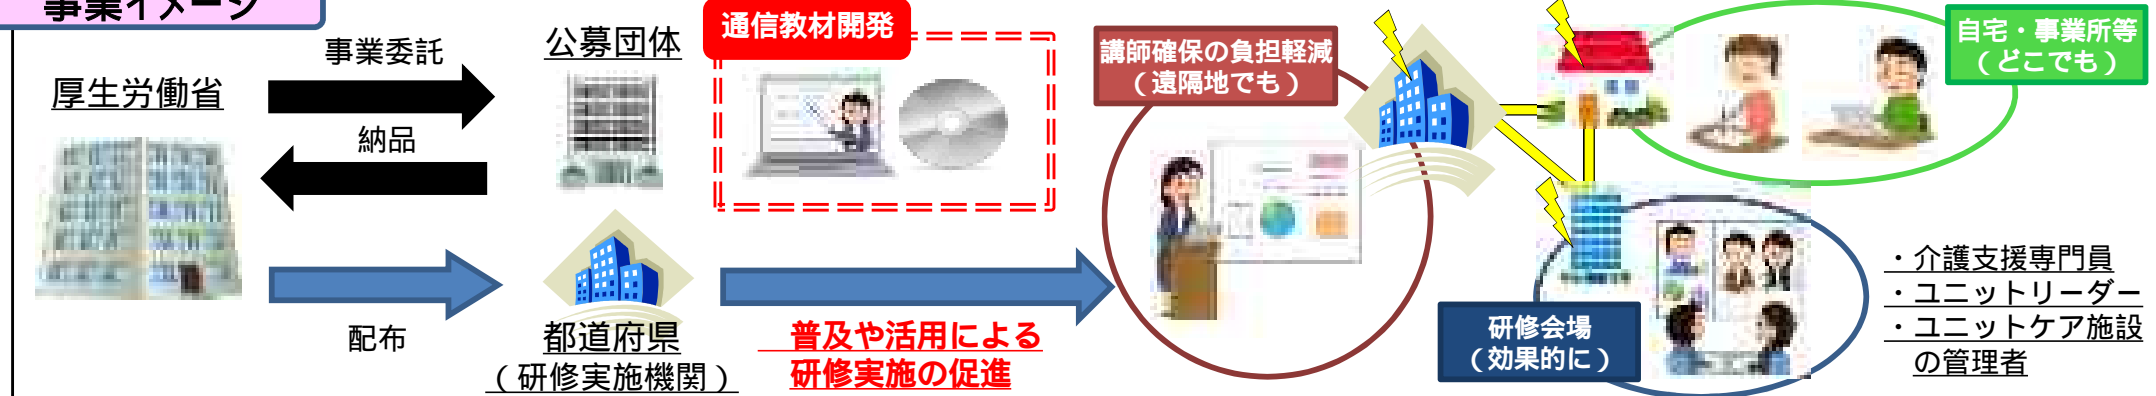 事業イメージ
厚生労働省
事業委託
納品
配布
公募団体
通信教材開発
都道府県
（研修実施機関）
普及や活用による
研修実施の促進
講師確保の負担軽減
（遠隔地でも）
自宅・事業所等
（どこでも）
研修会場
（効果的に）
・介護支援専門員
・ユニットリーダー
・ユニットケア施設
の管理者